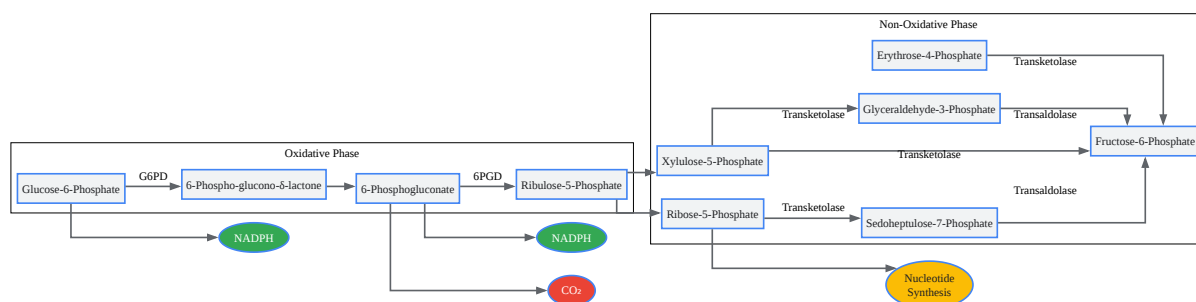 Non-Oxidative Phase
Erythrose-4-Phosphate
Transketolase
Glyceraldehyde-3-Phosphate
Transketolase
Transaldolase
Fructose-6-Phosphate
Oxidative Phase
Xylulose-5-Phosphate
Transketolase
Glucose-6-Phosphate
G6PD
6-Phospho-glucono-δ-lactone
6-Phosphogluconate
6PGD
Ribulose-5-Phosphate
Transaldolase
Ribose-5-Phosphate
Transketolase
Sedoheptulose-7-Phosphate
NADPH
NADPH
CO₂
Nucleotide
Synthesis